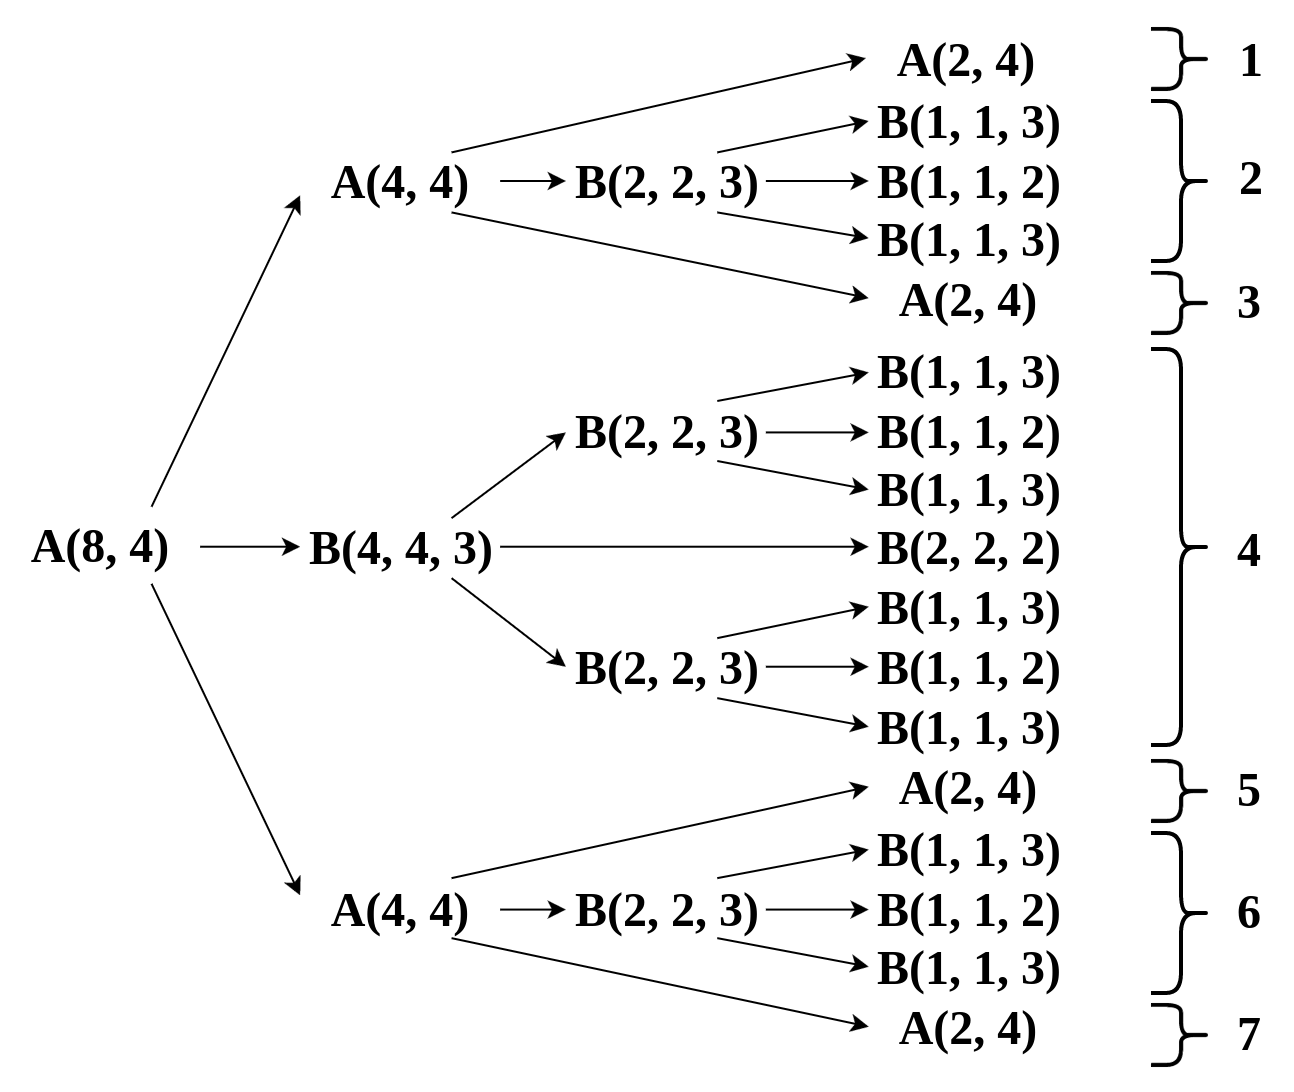 A(2, 4) 1
B(1, 1, 3)
A(4, 4) B(2, 2, 3) B(1, 1, 2) 2
B(1, 1, 3)
A(2, 4) 3
B(1, 1, 3)
B(2, 2, 3) B(1, 1, 2)
B(1, 1, 3)
A(8, 4) B(4, 4, 3) B(2, 2, 2) 4
B(1, 1, 3)
B(2, 2, 3) B(1, 1, 2)
B(1, 1, 3)
A(2, 4) 5
B(1, 1, 3)
A(4, 4) B(2, 2, 3) B(1, 1, 2) 6
B(1, 1, 3)
A(2, 4) 7